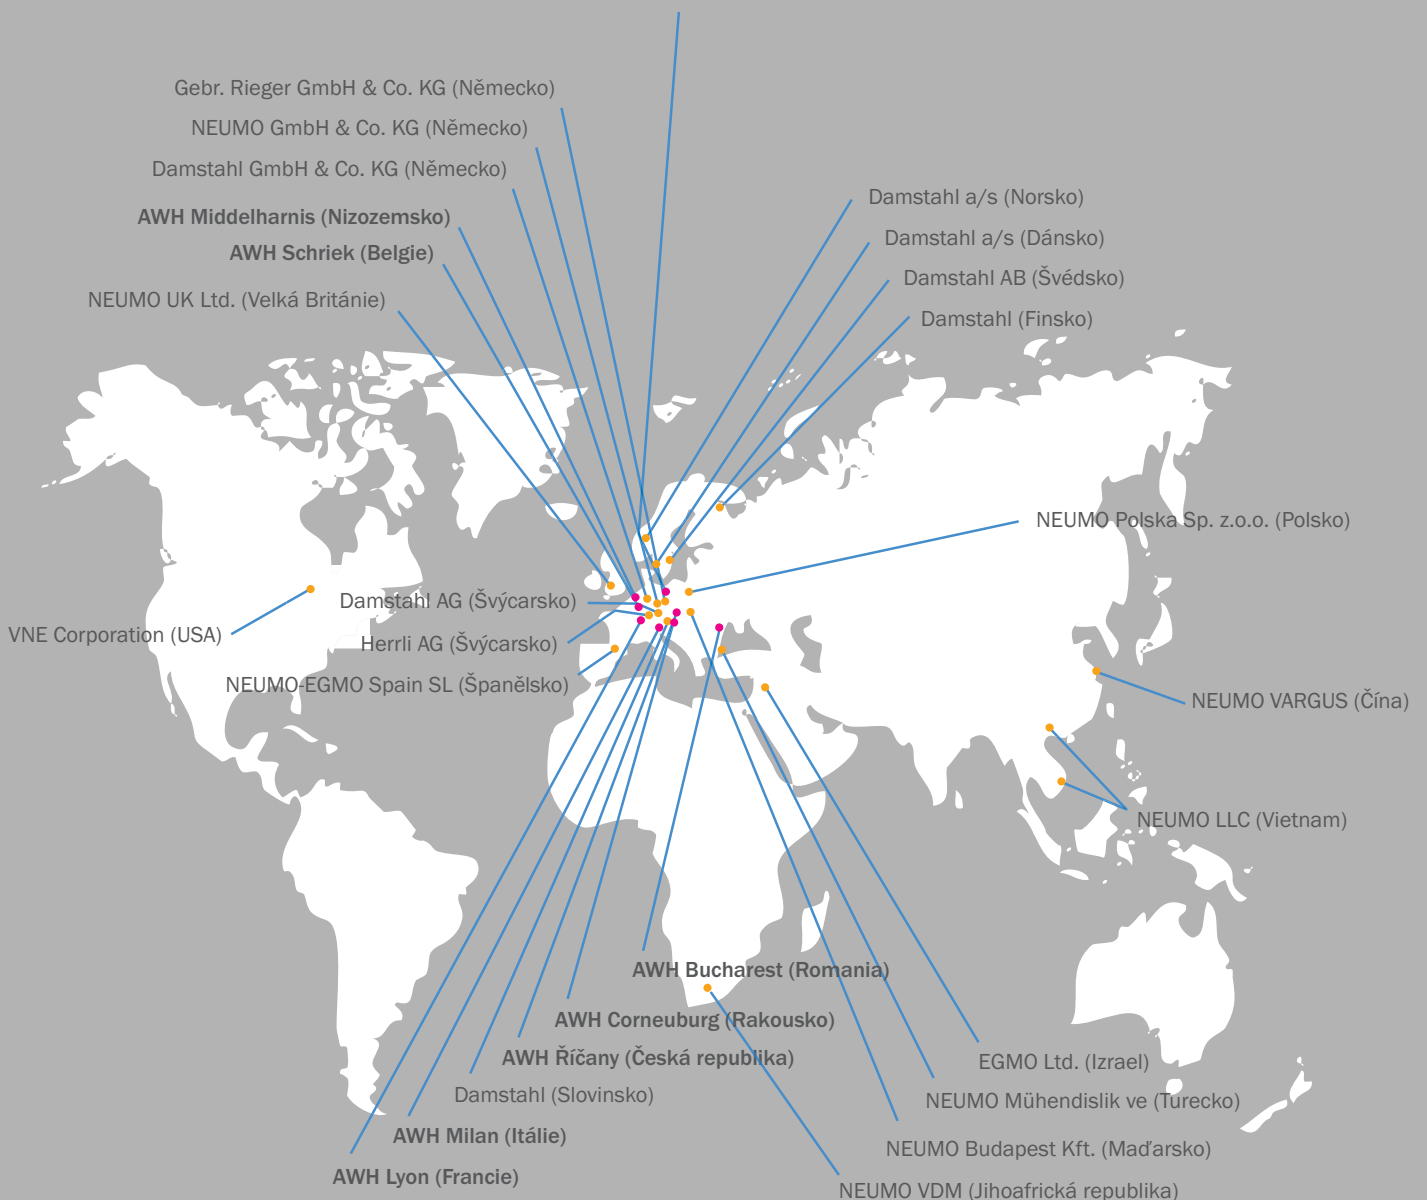 Gebr. Rieger GmbH & Co. KG (Německo)
NEUMO GmbH & Co. KG (Německo)
Damstahl GmbH & Co. KG (Německo)
AWH Middelharnis (Nizozemsko)
AWH Schriek (Belgie)
NEUMO UK Ltd. (Velká Británie)
Damstahl a/s (Norsko)
Damstahl a/s (Dánsko)
Damstahl AB (Švédsko)
Damstahl (Finsko)
NEUMO Polska Sp. z.o.o. (Polsko)
Damstahl AG (Švýcarsko)
VNE Corporation (USA)
Herrli AG (Švýcarsko)
NEUMO-EGMO Spain SL (Španělsko)
NEUMO VARGUS (Čína)
NEUMO LLC (Vietnam)
AWH Bucharest (Romania)
AWH Corneuburg (Rakousko)
AWH Říčany (Česká republika)
Damstahl (Slovinsko)
AWH Milan (Itálie)
AWH Lyon (Francie)
EGMO Ltd. (Izrael)
NEUMO Mühendislik ve (Turecko)
NEUMO Budapest Kft. (Maďarsko)
NEUMO VDM (Jihoafrická republika)